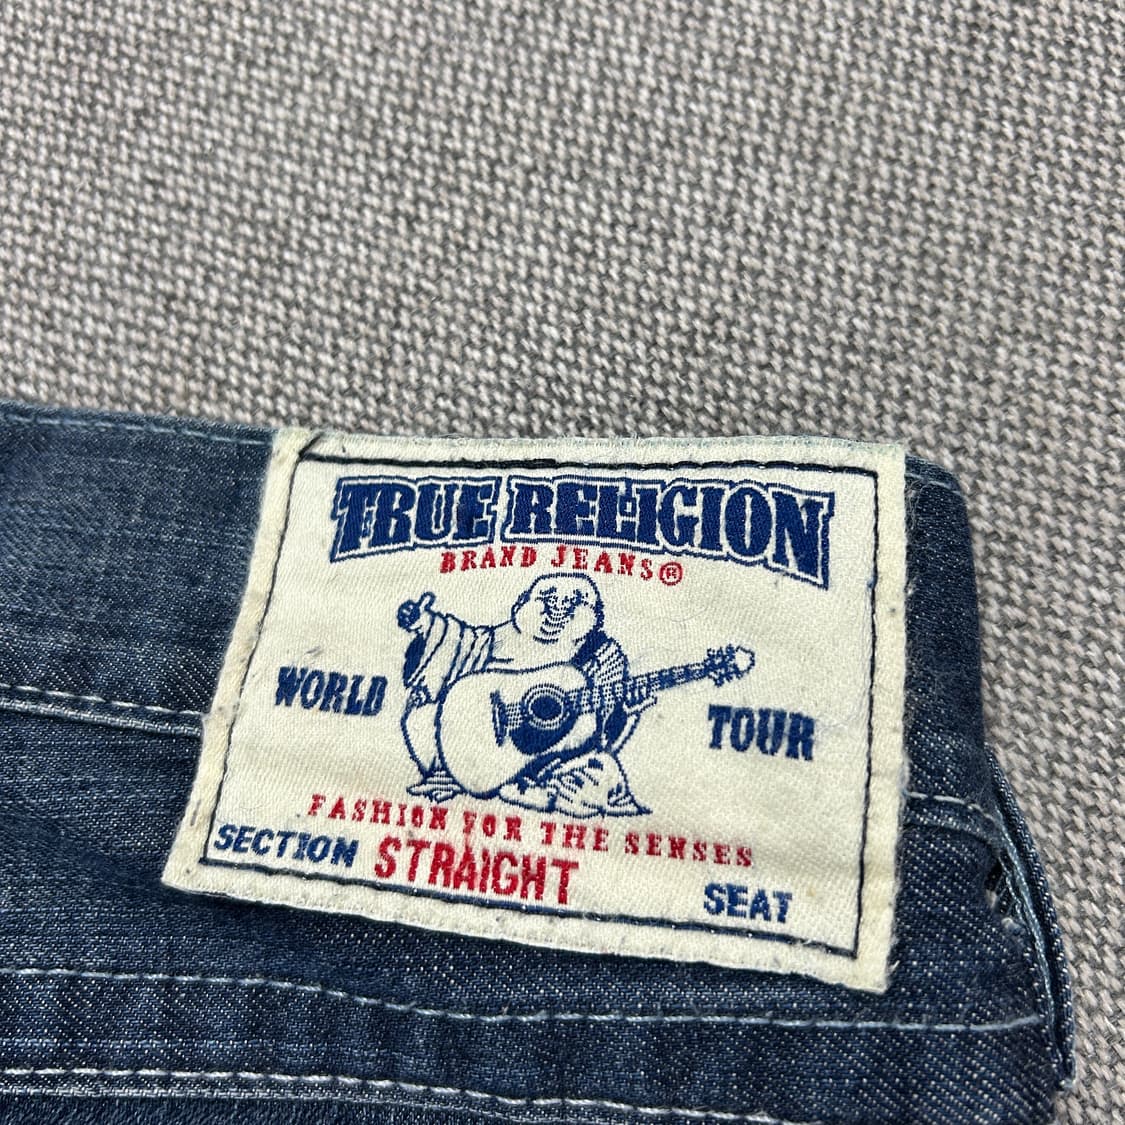 TRUE RELIGION
BRAND JEANS®
WORLD TOUR
FASHION FOR THE SENSES
SECTION STRAIGHT SEAT